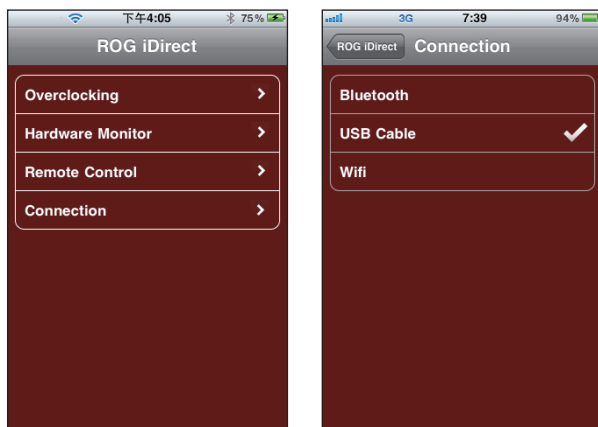 下午4:05 75%
ROG iDirect
Overclocking
Hardware Monitor
Remote Control
Connection
3G 7:39 94%
ROG iDirect Connection
Bluetooth
USB Cable
Wifi